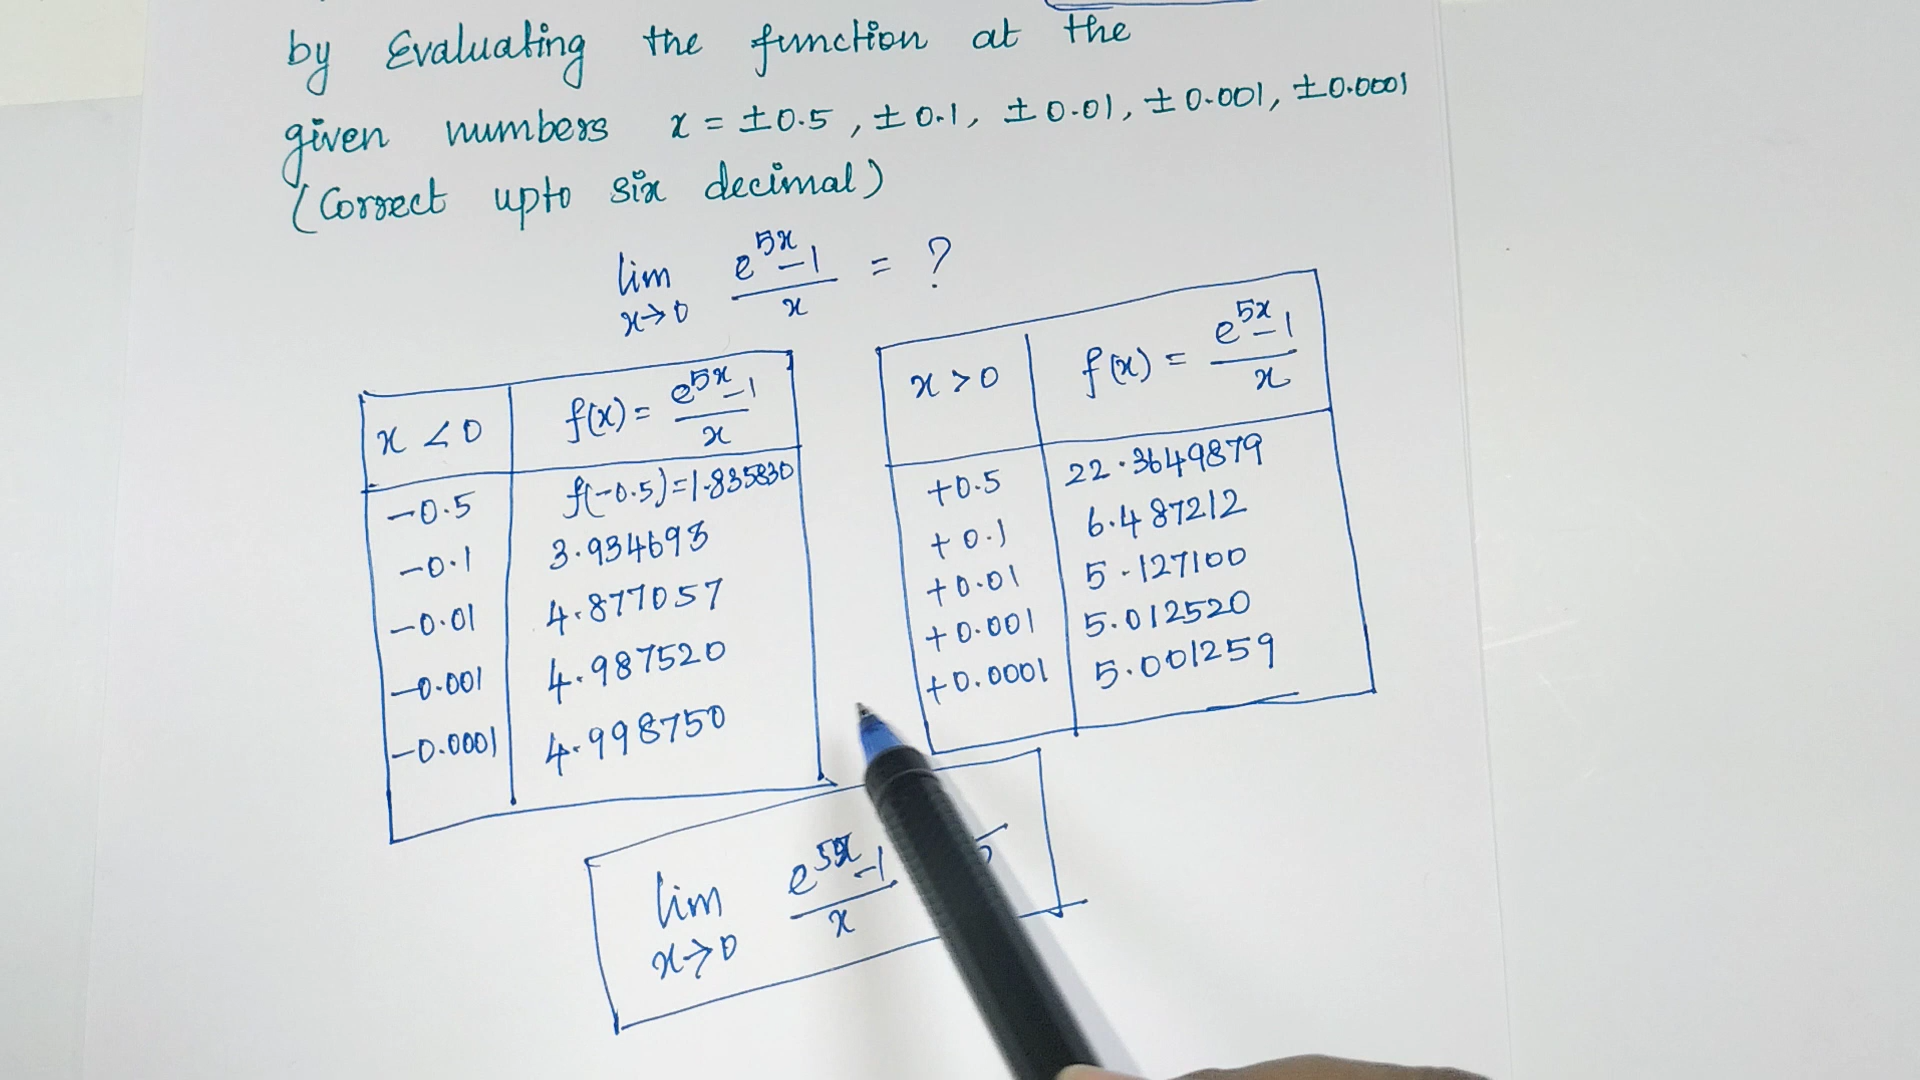 by Evaluating the function at the
given numbers x = ±0.5, ±0.1, ±0.01, ±0.001, ±0.0001
(Correct upto six decimal)
lim x→0 (e^5x - 1)/x = ?
x < 0 f(x) = (e^5x - 1)/x
-0.5 f(-0.5) = 1.835830
-0.1 3.934693
-0.01 4.877057
-0.001 4.987520
-0.0001 4.998750
x > 0 f(x) = (e^5x - 1)/x
+0.5 22.3649879
+0.1 6.487212
+0.01 5.127100
+0.001 5.012520
+0.0001 5.001259
lim x→0 (e^5x - 1)/x 5